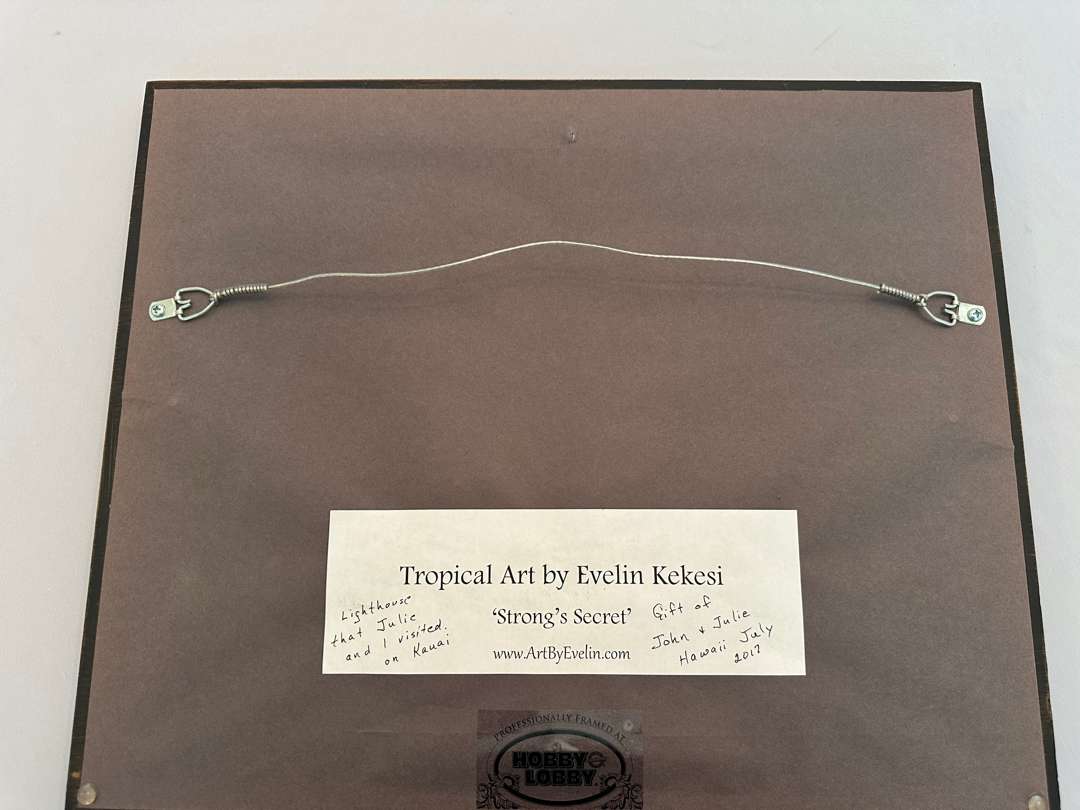 Tropical Art by Evelin Kekesi
'Strong's Secret'
www.ArtByEvelin.com
Lighthouse
that Julie
and I visited.
on Kauai
Gift of
John & Julie
Hawaii July
2017
PROFESSIONALLY FRAMED AT
HOBBY
LOBBY